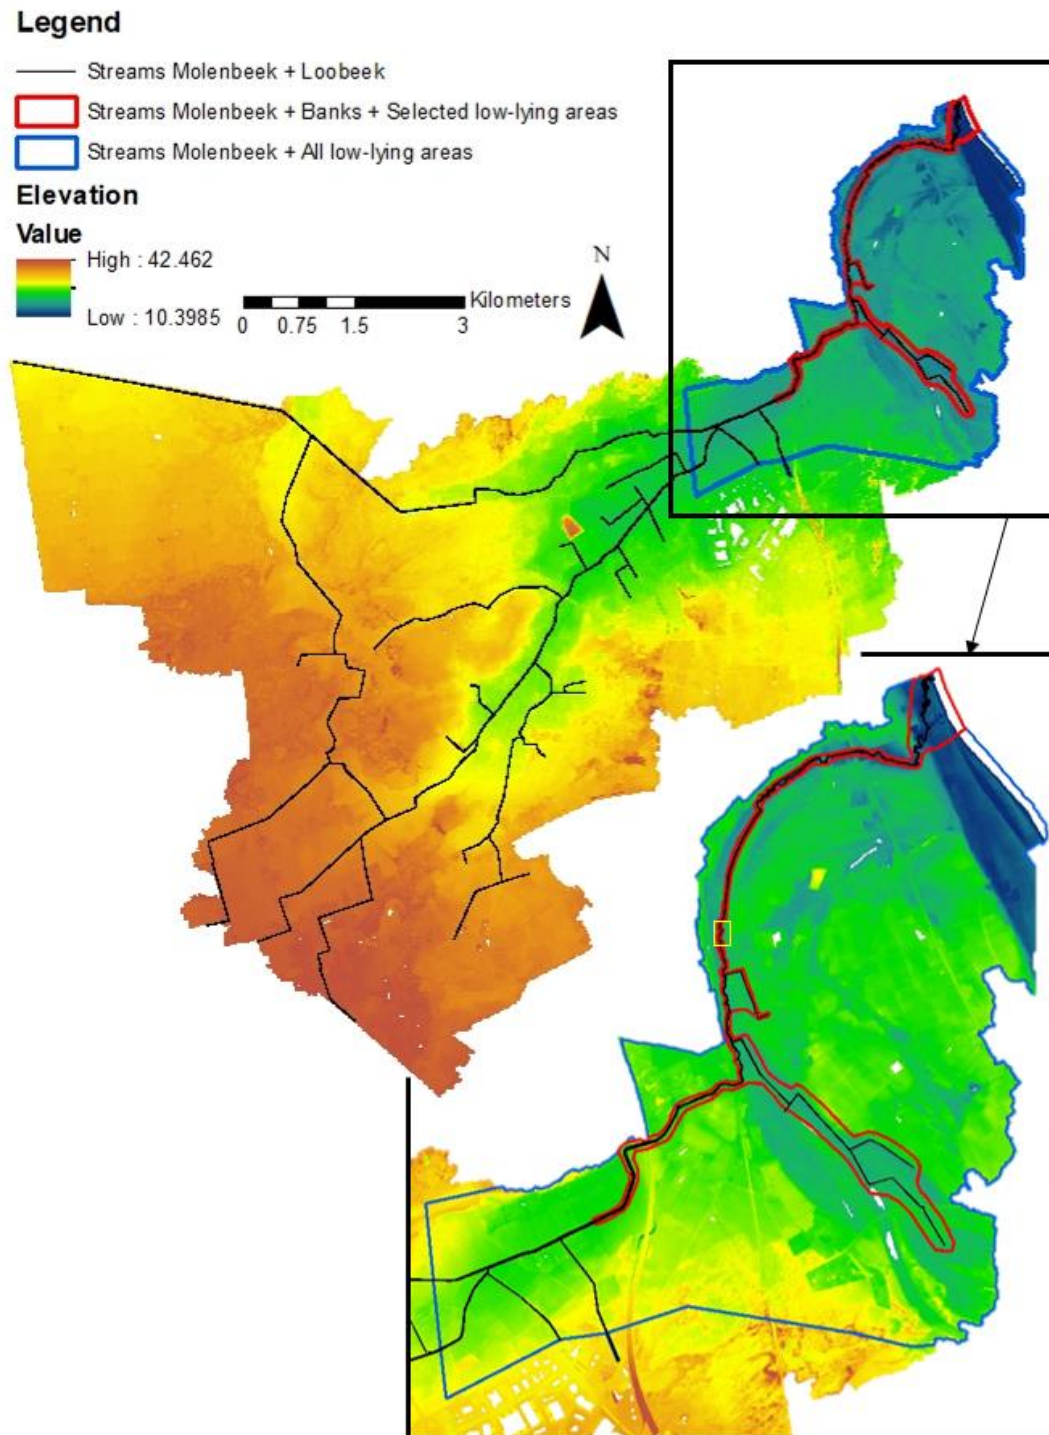 Legend
Streams Molenbeek + Loobeek
Streams Molenbeek + Banks + Selected low-lying areas
Streams Molenbeek + All low-lying areas
Elevation
Value
High : 42.462
Low : 10.3985
Kilometers
0 0.75 1.5 3
N